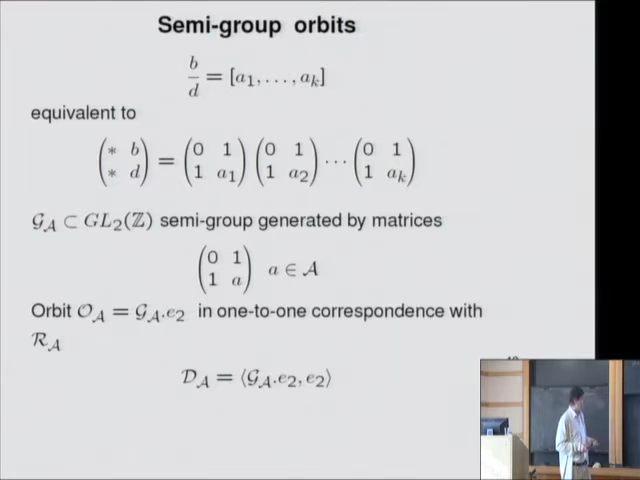 Semi-group orbits
b/d = [a₁, . . . , aₖ]
equivalent to
(* b; * d) = (0 1; 1 a₁) (0 1; 1 a₂) ⋯ (0 1; 1 aₖ)
𝒢_A ⊂ GL₂(ℤ) semi-group generated by matrices
(0 1; 1 a) a ∈ 𝒜
Orbit 𝒪_A = 𝒢_A.e₂ in one-to-one correspondence with
ℛ_A
𝒟_A = ⟨𝒢_A.e₂, e₂⟩